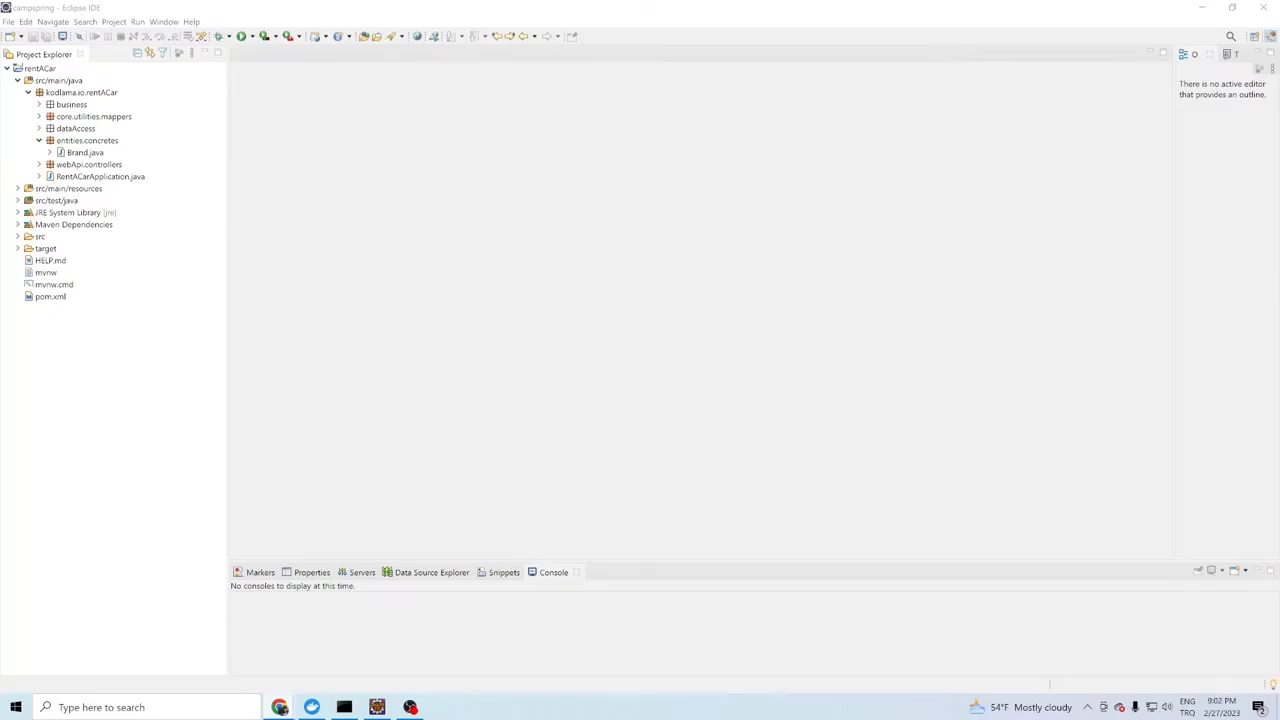 campspring - Eclipse IDE
File Edit Navigate Search Project Run Window Help
Project Explorer
O
T
rentACar
src/main/java
kodlama.io.rentACar
business
core.utilities.mappers
dataAccess
entities.concretes
Brand.java
webApi.controllers
RentACarApplication.java
src/main/resources
src/test/java
JRE System Library [jre]
Maven Dependencies
src
target
HELP.md
mvnw
mvnw.cmd
pom.xml
There is no active editor
that provides an outline.
Markers Properties Servers Data Source Explorer Snippets Console
No consoles to display at this time.
Type here to search
54°F Mostly cloudy
ENG
TRQ
9:02 PM
2/27/2023
2